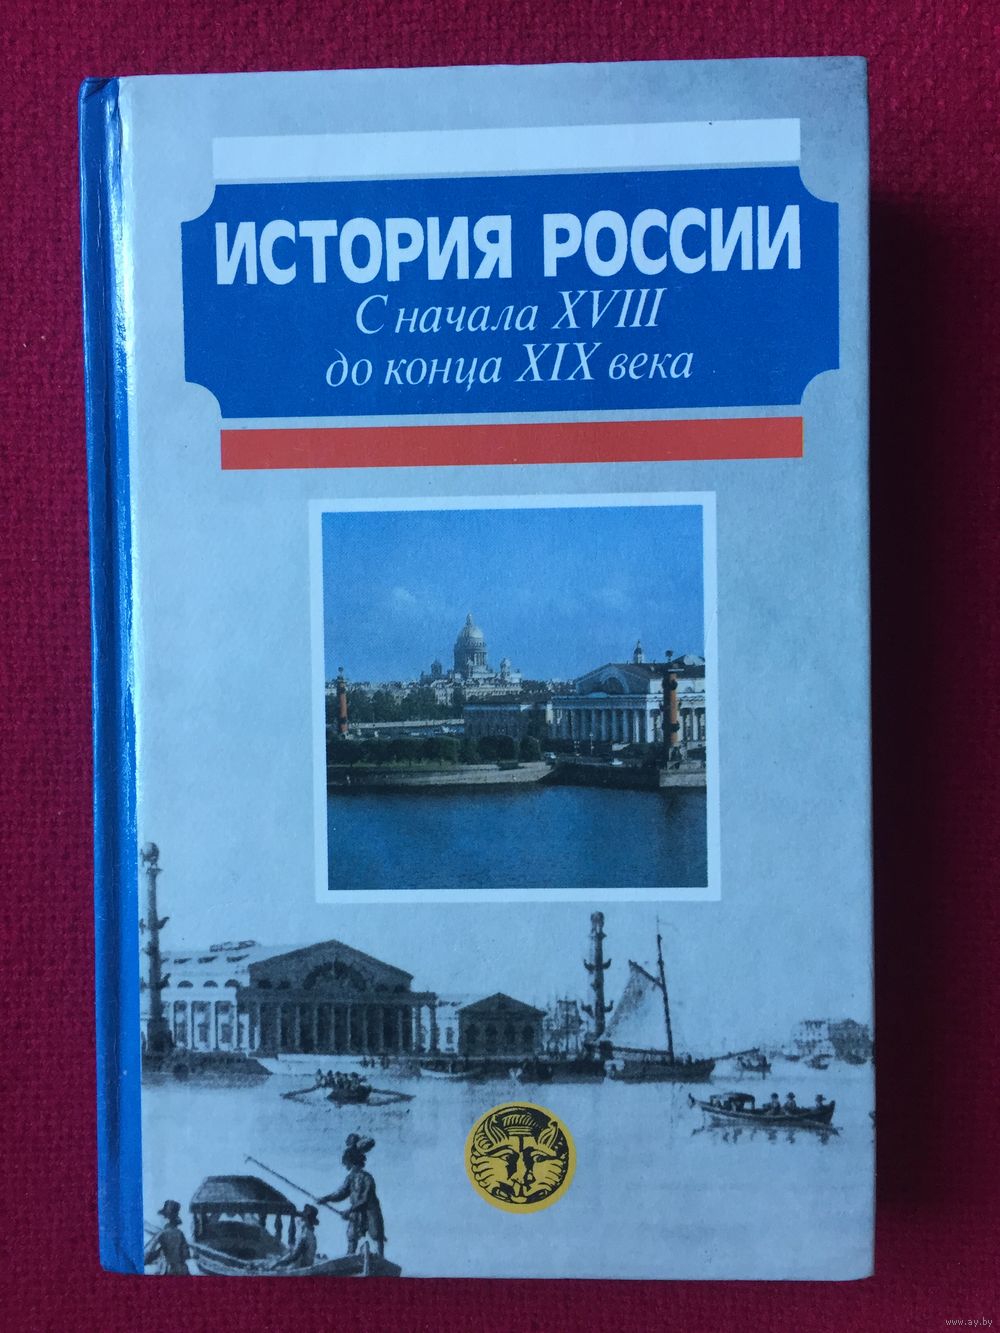 ИСТОРИЯ РОССИИ
С начала XVIII
до конца XIX века
www.ay.by